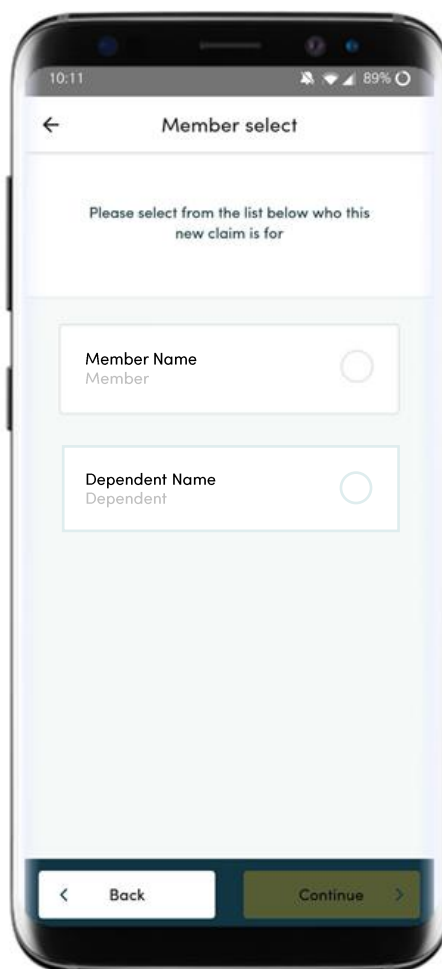 10:11 89%
Member select
Please select from the list below who this
new claim is for
Member Name
Member
Dependent Name
Dependent
Back Continue